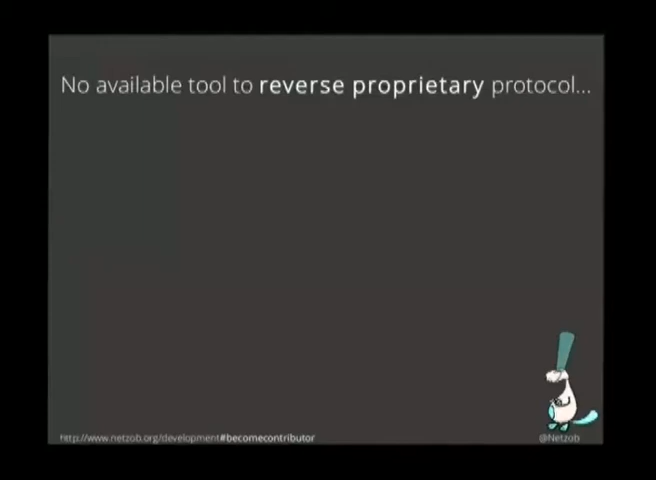 No available tool to reverse proprietary protocol...
http://www.netzob.org/development#becomecontributor
@Netzob